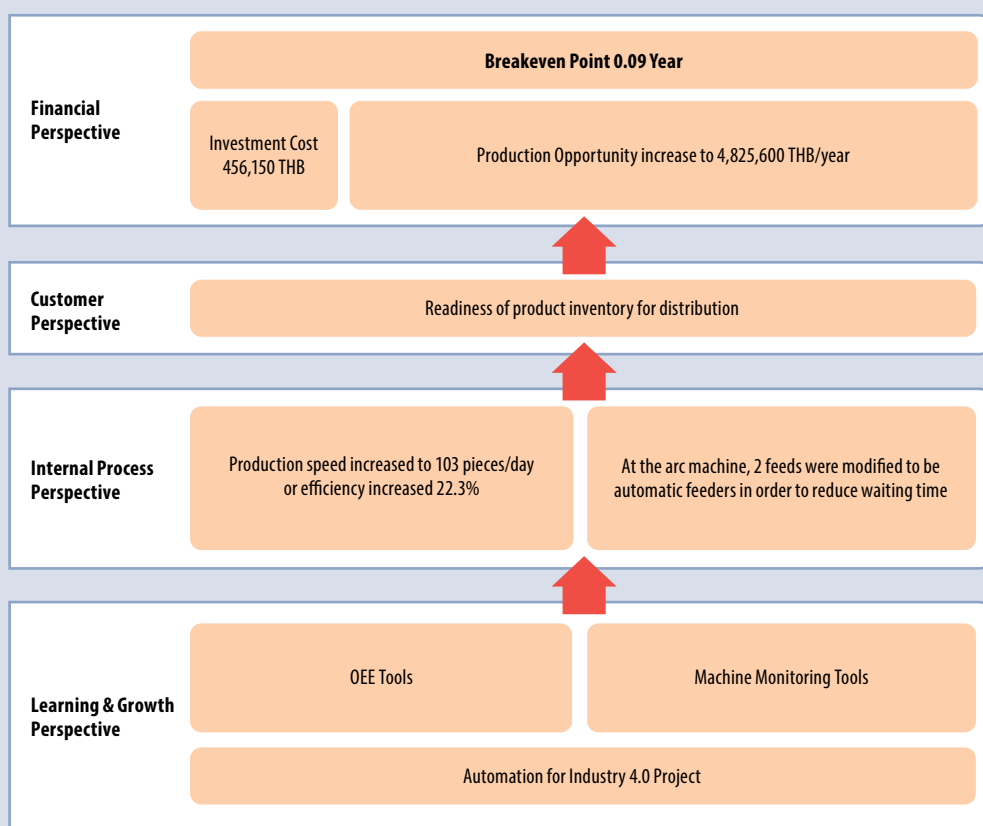 Financial
Perspective
Breakeven Point 0.09 Year
Investment Cost
456,150 THB
Production Opportunity increase to 4,825,600 THB/year
Customer
Perspective
Readiness of product inventory for distribution
Internal Process
Perspective
Production speed increased to 103 pieces/day
or efficiency increased 22.3%
At the arc machine, 2 feeds were modified to be
automatic feeders in order to reduce waiting time
Learning & Growth
Perspective
OEE Tools
Machine Monitoring Tools
Automation for Industry 4.0 Project